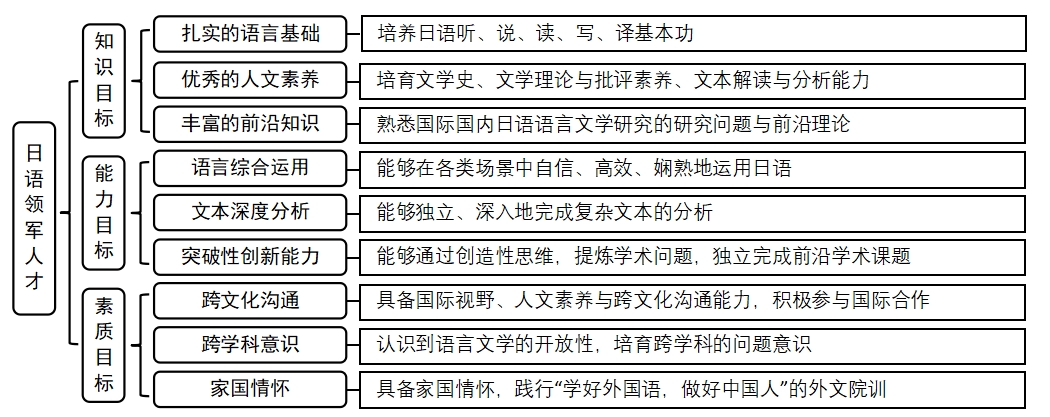 日语领军人才
知识目标
扎实的语言基础
培养日语听、说、读、写、译基本功
优秀的人文素养
培育文学史、文学理论与批评素养、文本解读与分析能力
丰富的前沿知识
熟悉国际国内日语语言文学研究的研究问题与前沿理论
能力目标
语言综合运用
能够在各类场景中自信、高效、娴熟地运用日语
文本深度分析
能够独立、深入地完成复杂文本的分析
突破性创新能力
能够通过创造性思维，提炼学术问题，独立完成前沿学术课题
素质目标
跨文化沟通
具备国际视野、人文素养与跨文化沟通能力，积极参与国际合作
跨学科意识
认识到语言文学的开放性，培育跨学科的问题意识
家国情怀
具备家国情怀，践行“学好外国语，做好中国人”的外文院训